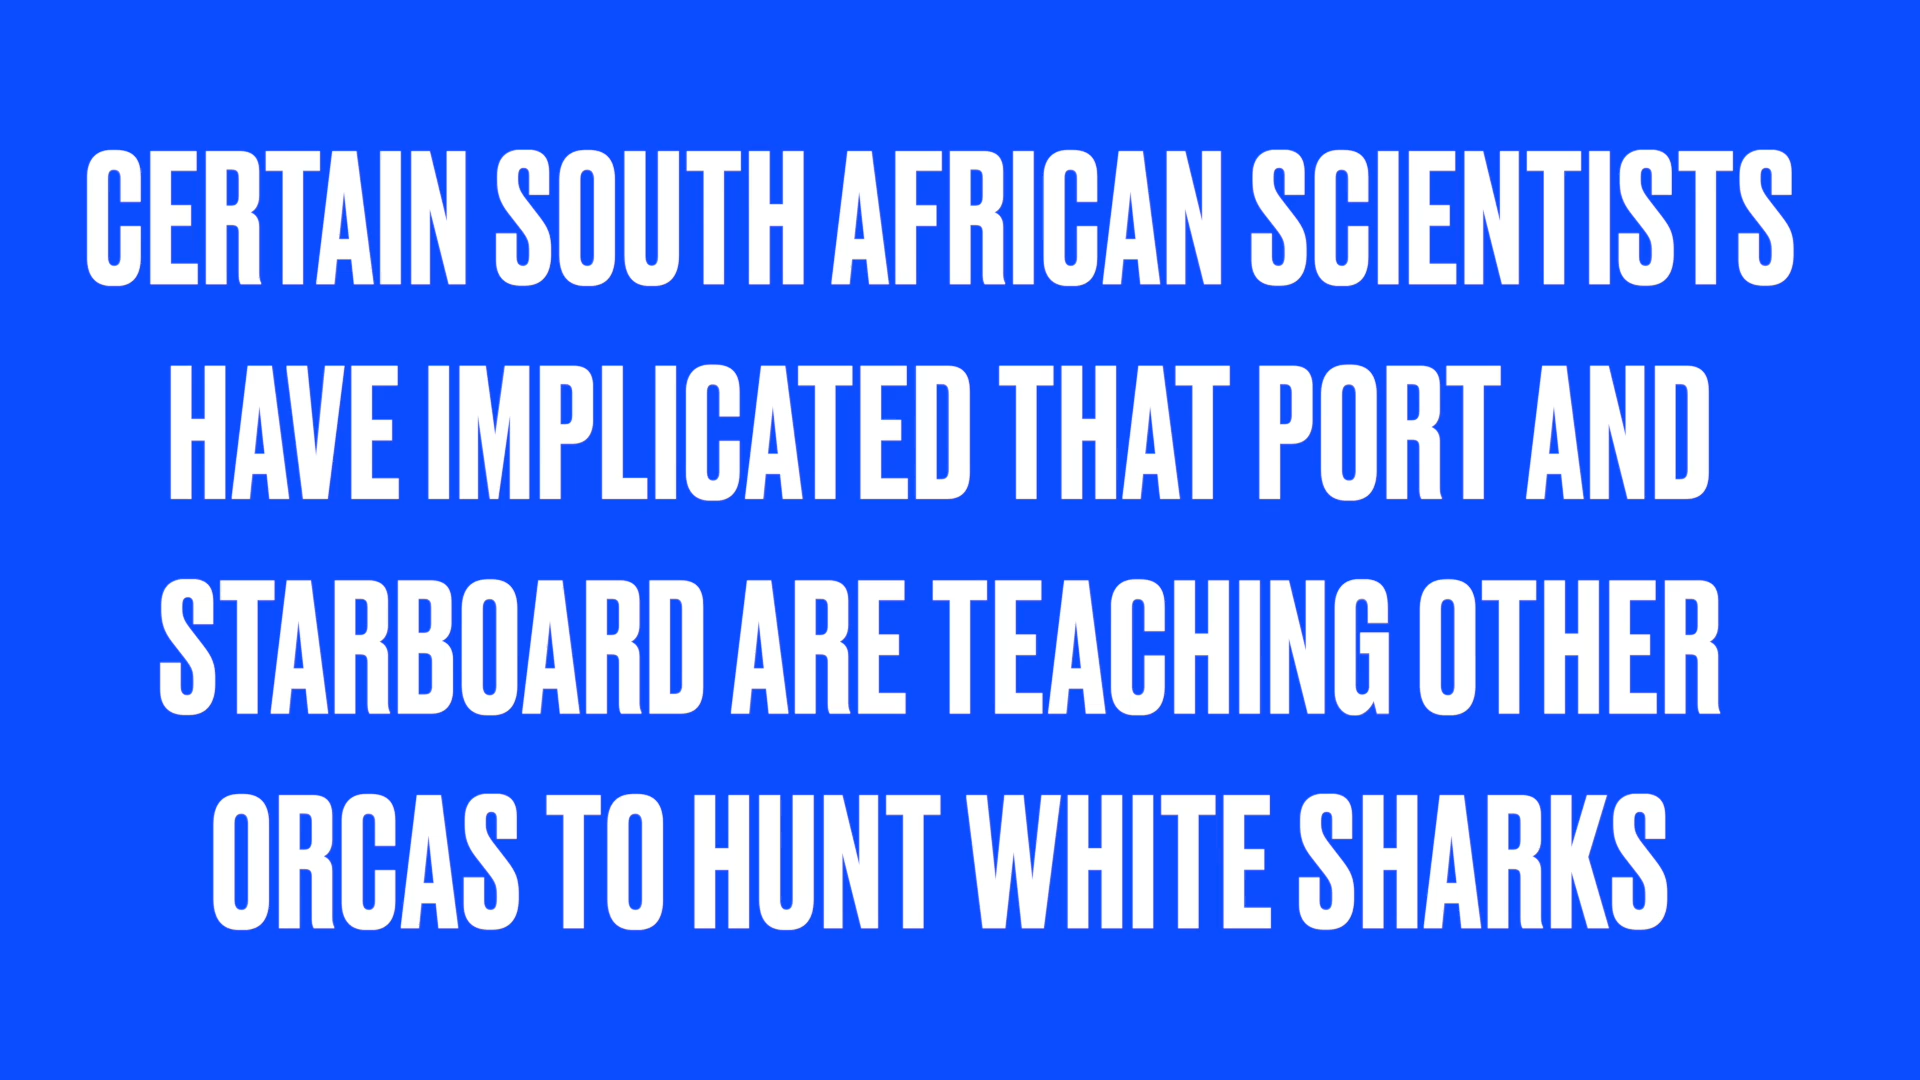 CERTAIN SOUTH AFRICAN SCIENTISTS
HAVE IMPLICATED THAT PORT AND
STARBOARD ARE TEACHING OTHER
ORCAS TO HUNT WHITE SHARKS